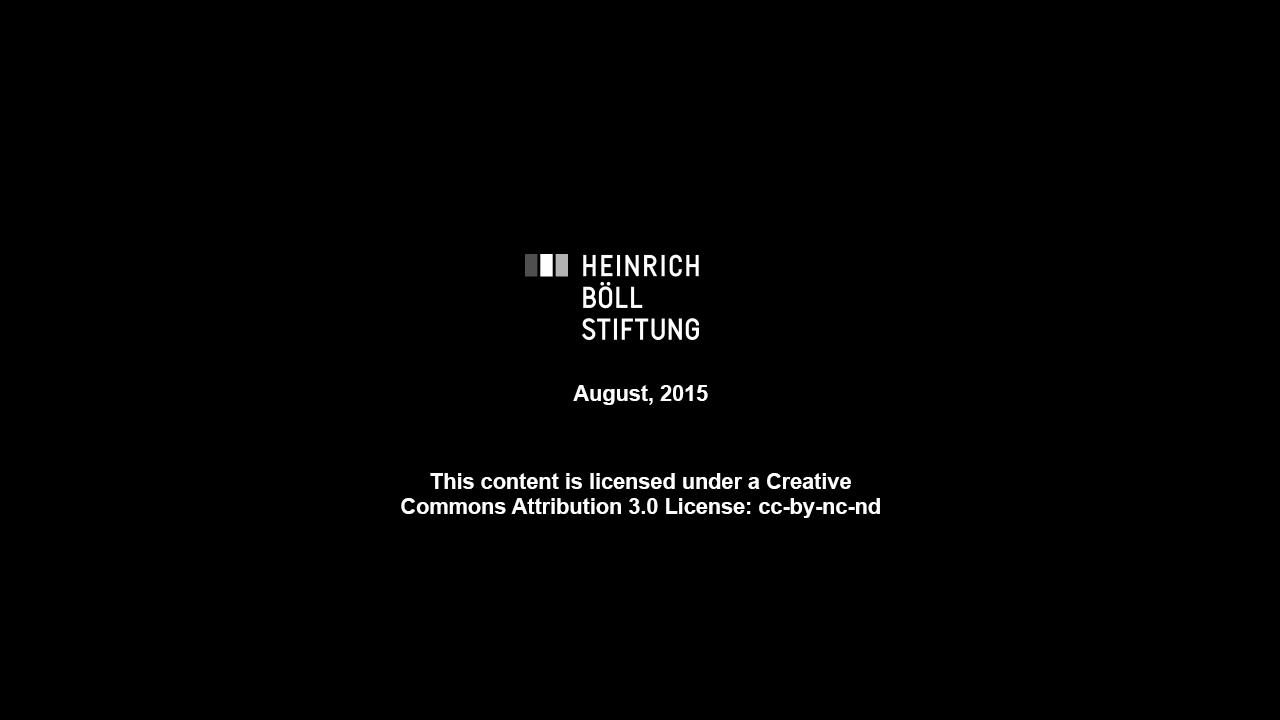 HEINRICH
BÖLL
STIFTUNG
August, 2015
This content is licensed under a Creative
Commons Attribution 3.0 License: cc-by-nc-nd